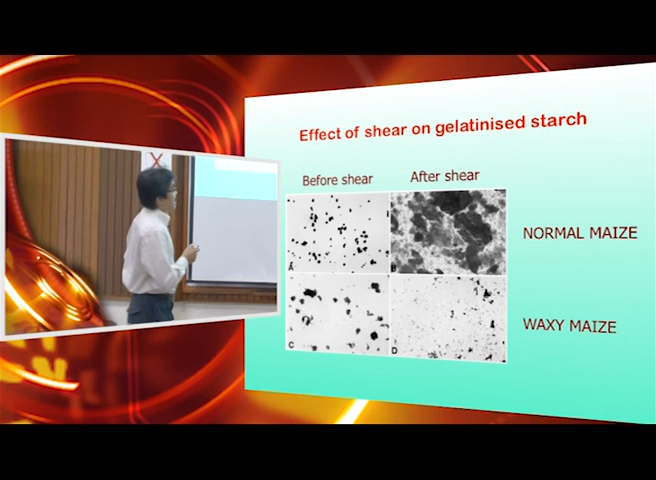 Effect of shear on gelatinised starch
Before shear After shear
A B
NORMAL MAIZE
C D
WAXY MAIZE
X